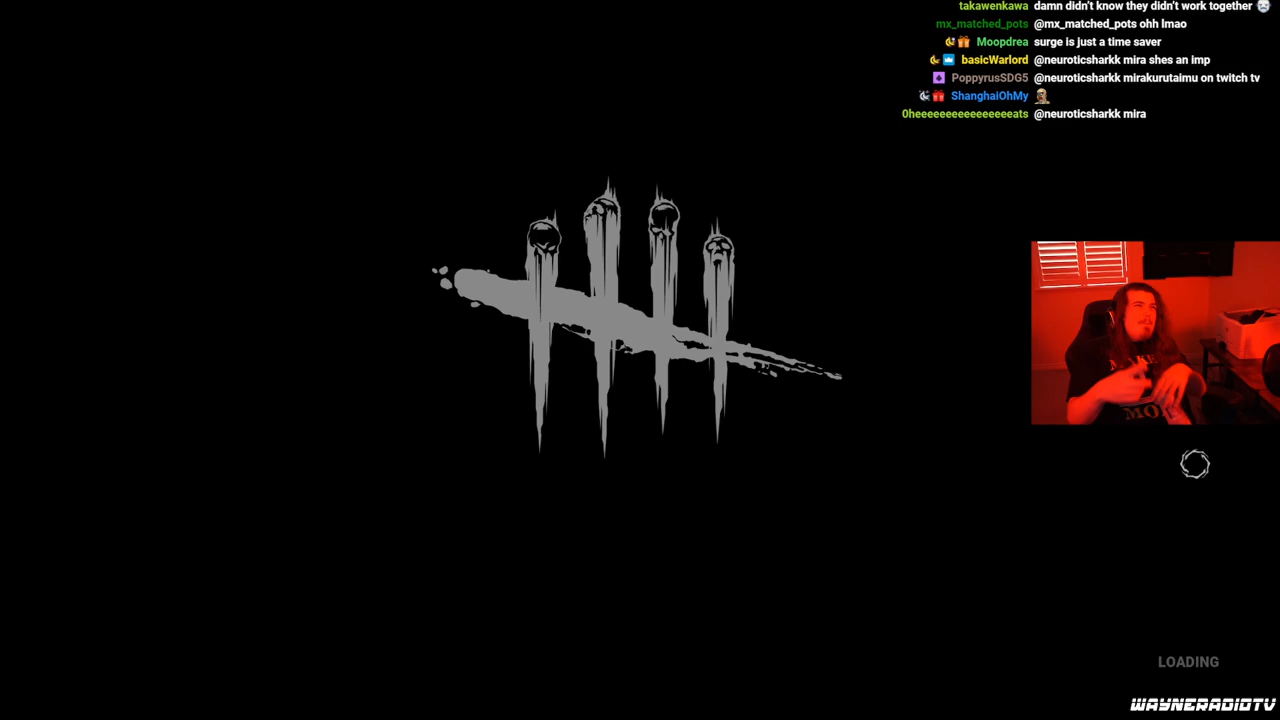 takawenkawa damn didn't know they didn't work together
mx_matched_pots @mx_matched_pots ohh lmao
Moopdrea surge is just a time saver
basicWarlord @neuroticsharkk mira shes an imp
PoppyrusSDG5 @neuroticsharkk mirakurutaimu on twitch tv
ShanghaiOhMy
0heeeeeeeeeeeeeeeeats @neuroticsharkk mira
MO
LOADING
WAYNERADIOTV